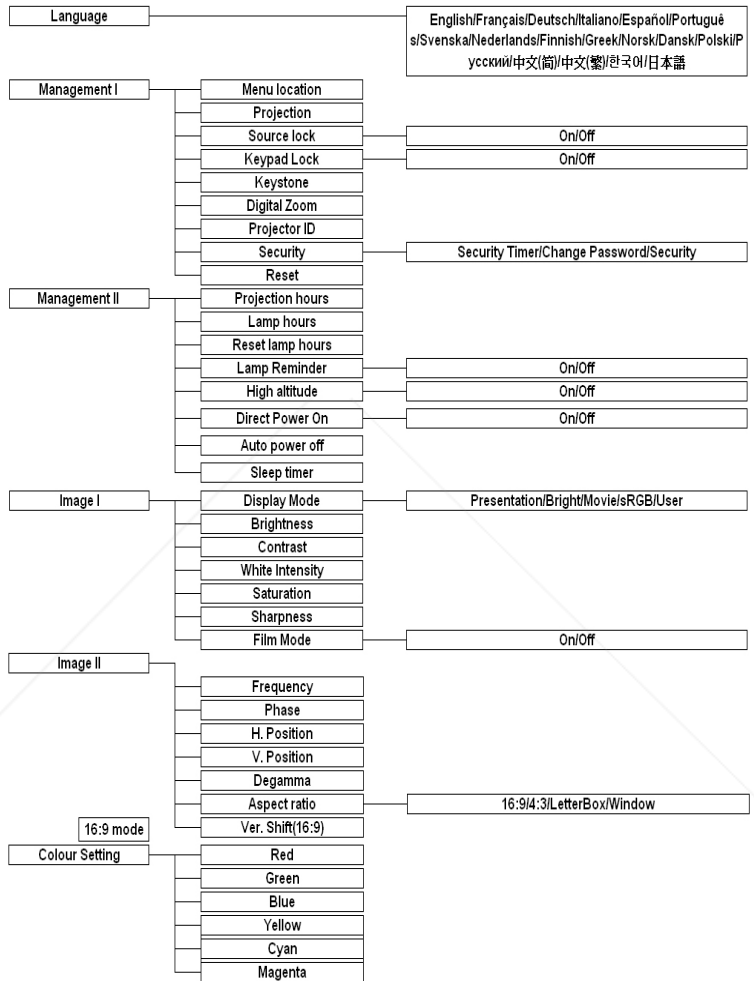 Language
English/Français/Deutsch/Italiano/Español/Portuguê
s/Svenska/Nederlands/Finnish/Greek/Norsk/Dansk/Polski/P
усский/中文(简)/中文(繁)/한국어/日本語
Management I
Menu location
Projection
Source lock
On/Off
Keypad Lock
On/Off
Keystone
Digital Zoom
Projector ID
Security
Security Timer/Change Password/Security
Reset
Management II
Projection hours
Lamp hours
Reset lamp hours
Lamp Reminder
On/Off
High altitude
On/Off
Direct Power On
On/Off
Auto power off
Sleep timer
Image I
Display Mode
Presentation/Bright/Movie/sRGB/User
Brightness
Contrast
White Intensity
Saturation
Sharpness
Film Mode
On/Off
Image II
Frequency
Phase
H. Position
V. Position
Degamma
Aspect ratio
16:9/4:3/LetterBox/Window
16:9 mode
Ver. Shift(16:9)
Colour Setting
Red
Green
Blue
Yellow
Cyan
Magenta